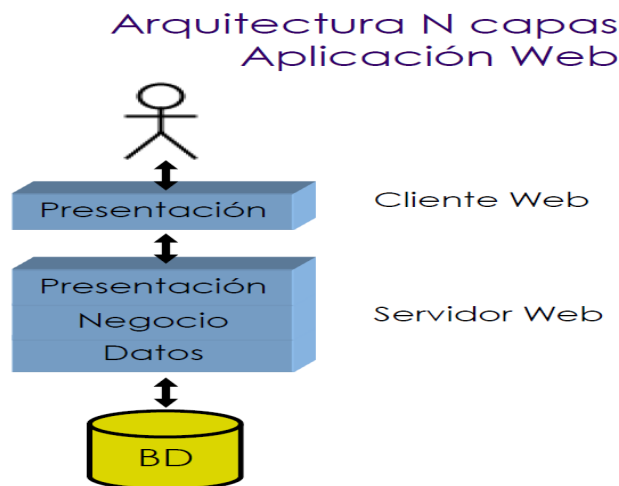 Arquitectura N capas
Aplicación Web
Presentación
Cliente Web
Presentación
Negocio
Servidor Web
Datos
BD